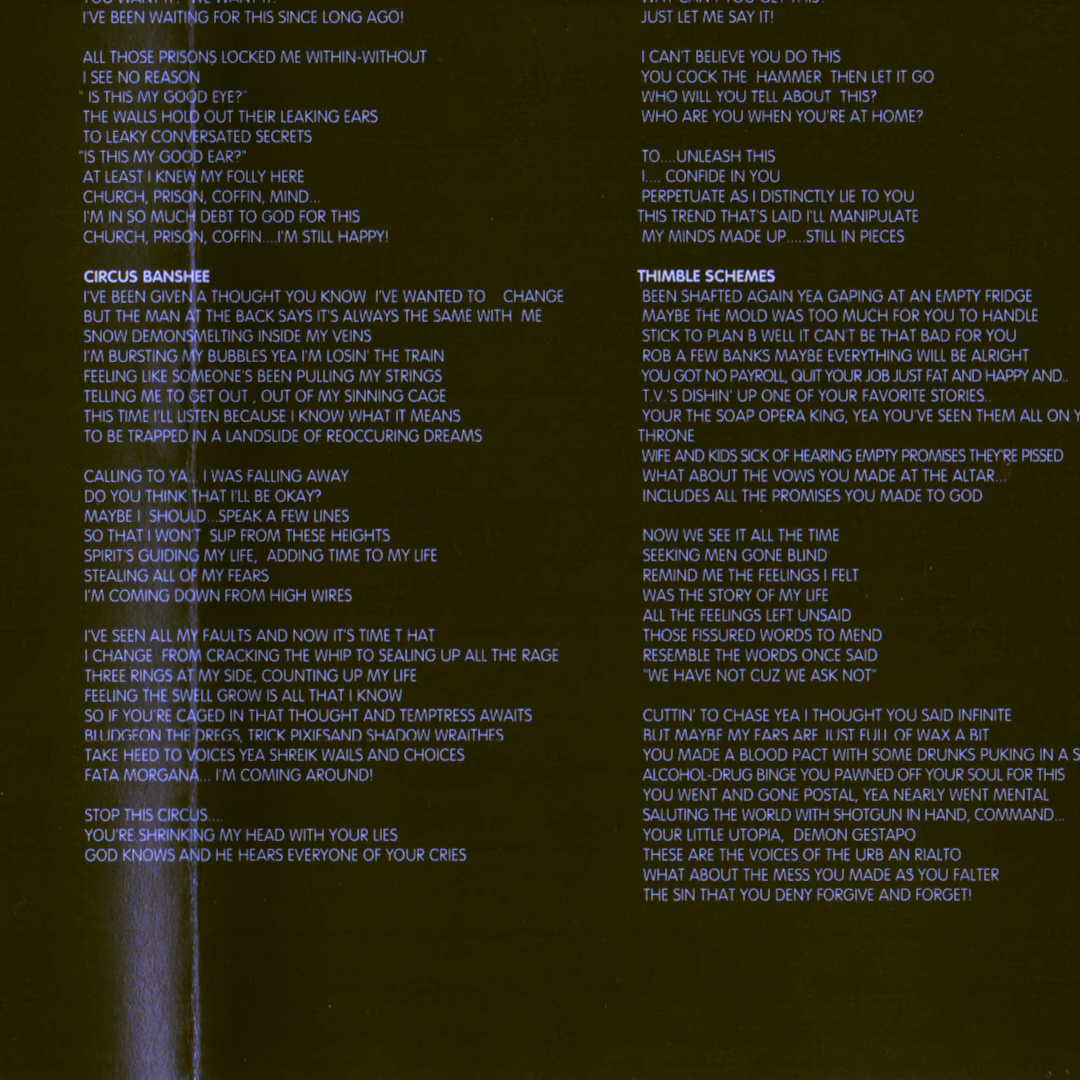 I'VE BEEN WAITING FOR THIS SINCE LONG AGO!
ALL THOSE PRISONS LOCKED ME WITHIN-WITHOUT
I SEE NO REASON
" IS THIS MY GOOD EYE?"
THE WALLS HOLD OUT THEIR LEAKING EARS
TO LEAKY CONVERSATED SECRETS
"IS THIS MY GOOD EAR?"
AT LEAST I KNEW MY FOLLY HERE
CHURCH, PRISON, COFFIN, MIND...
I'M IN SO MUCH DEBT TO GOD FOR THIS
CHURCH, PRISON, COFFIN....I'M STILL HAPPY!
CIRCUS BANSHEE
I'VE BEEN GIVEN A THOUGHT YOU KNOW  I'VE WANTED TO    CHANGE
BUT THE MAN AT THE BACK SAYS IT'S ALWAYS THE SAME WITH  ME
SNOW DEMONSMELTING INSIDE MY VEINS
I'M BURSTING MY BUBBLES YEA I'M LOSIN' THE TRAIN
FEELING LIKE SOMEONE'S BEEN PULLING MY STRINGS
TELLING ME TO GET OUT , OUT OF MY SINNING CAGE
THIS TIME I'LL LISTEN BECAUSE I KNOW WHAT IT MEANS
TO BE TRAPPED IN A LANDSLIDE OF REOCCURING DREAMS
CALLING TO YA... I WAS FALLING AWAY
DO YOU THINK THAT I'LL BE OKAY?
MAYBE I  SHOULD...SPEAK A FEW LINES
SO THAT I WON'T  SLIP FROM THESE HEIGHTS
SPIRIT'S GUIDING MY LIFE,  ADDING TIME TO MY LIFE
STEALING ALL OF MY FEARS
I'M COMING DOWN FROM HIGH WIRES
I'VE SEEN ALL MY FAULTS AND NOW IT'S TIME T HAT
I CHANGE  FROM CRACKING THE WHIP TO SEALING UP ALL THE RAGE
THREE RINGS AT MY SIDE, COUNTING UP MY LIFE
FEELING THE SWELL GROW IS ALL THAT I KNOW
SO IF YOU'RE CAGED IN THAT THOUGHT AND TEMPTRESS AWAITS
BLUDGEON THE DREGS, TRICK PIXIESAND SHADOW WRAITHES
TAKE HEED TO VOICES YEA SHREIK WAILS AND CHOICES
FATA MORGANA... I'M COMING AROUND!
STOP THIS CIRCUS....
YOU'RE SHRINKING MY HEAD WITH YOUR LIES
GOD KNOWS AND HE HEARS EVERYONE OF YOUR CRIES
JUST LET ME SAY IT!
I CAN'T BELIEVE YOU DO THIS
YOU COCK THE  HAMMER  THEN LET IT GO
WHO WILL YOU TELL ABOUT  THIS?
WHO ARE YOU WHEN YOU'RE AT HOME?
TO....UNLEASH THIS
I.... CONFIDE IN YOU
PERPETUATE AS I DISTINCTLY LIE TO YOU
THIS TREND THAT'S LAID I'LL MANIPULATE
MY MINDS MADE UP.....STILL IN PIECES
THIMBLE SCHEMES
BEEN SHAFTED AGAIN YEA GAPING AT AN EMPTY FRIDGE
MAYBE THE MOLD WAS TOO MUCH FOR YOU TO HANDLE
STICK TO PLAN B WELL IT CAN'T BE THAT BAD FOR YOU
ROB A FEW BANKS MAYBE EVERYTHING WILL BE ALRIGHT
YOU GOT NO PAYROLL, QUIT YOUR JOB JUST FAT AND HAPPY AND..
T.V.'S DISHIN' UP ONE OF YOUR FAVORITE STORIES..
YOUR THE SOAP OPERA KING, YEA YOU'VE SEEN THEM ALL ON
THRONE
WIFE AND KIDS SICK OF HEARING EMPTY PROMISES THEY'RE PISSED
WHAT ABOUT THE VOWS YOU MADE AT THE ALTAR...
INCLUDES ALL THE PROMISES YOU MADE TO GOD
NOW WE SEE IT ALL THE TIME
SEEKING MEN GONE BLIND
REMIND ME THE FEELINGS I FELT
WAS THE STORY OF MY LIFE
ALL THE FEELINGS LEFT UNSAID
THOSE FISSURED WORDS TO MEND
RESEMBLE THE WORDS ONCE SAID
"WE HAVE NOT CUZ WE ASK NOT"
CUTTIN' TO CHASE YEA I THOUGHT YOU SAID INFINITE
BUT MAYBE MY EARS ARE JUST FULL OF WAX A BIT
YOU MADE A BLOOD PACT WITH SOME DRUNKS PUKING IN A
ALCOHOL-DRUG BINGE YOU PAWNED OFF YOUR SOUL FOR THIS
YOU WENT AND GONE POSTAL, YEA NEARLY WENT MENTAL
SALUTING THE WORLD WITH SHOTGUN IN HAND, COMMAND...
YOUR LITTLE UTOPIA,  DEMON GESTAPO
THESE ARE THE VOICES OF THE URB AN RIALTO
WHAT ABOUT THE MESS YOU MADE AS YOU FALTER
THE SIN THAT YOU DENY FORGIVE AND FORGET!